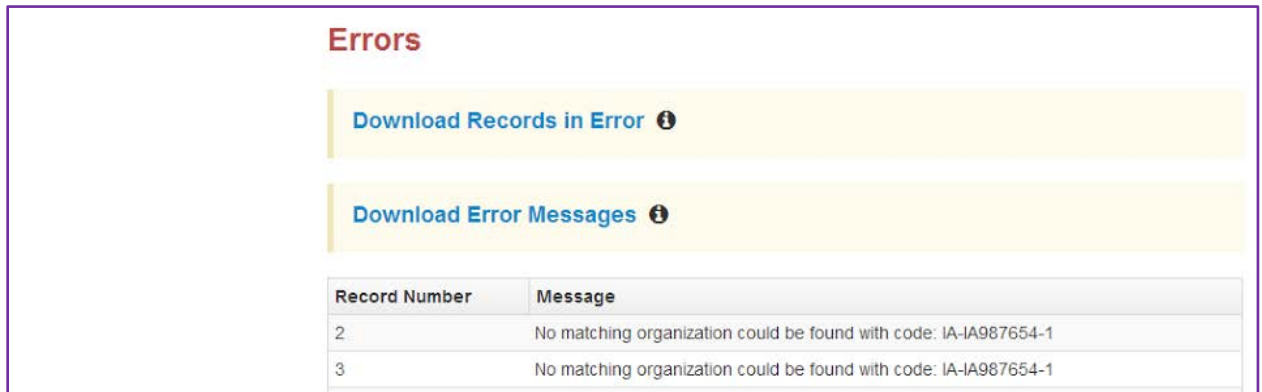 Errors
Download Records in Error
Download Error Messages
Record Number Message
2 No matching organization could be found with code: IA-IA987654-1
3 No matching organization could be found with code: IA-IA987654-1